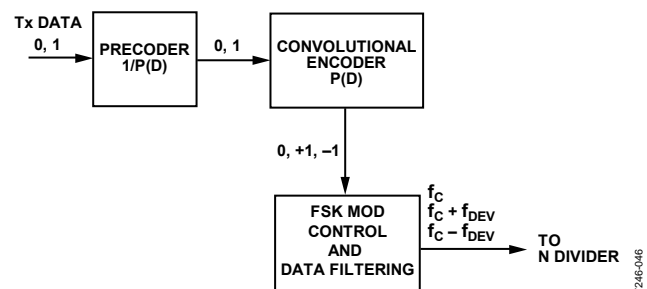 Tx DATA
0, 1
PRECODER
1/P(D)
0, 1
CONVOLUTIONAL
ENCODER
P(D)
0, +1, –1
FSK MOD
CONTROL
AND
DATA FILTERING
fC
fC + fDEV
fC – fDEV
TO
N DIVIDER
7246-046